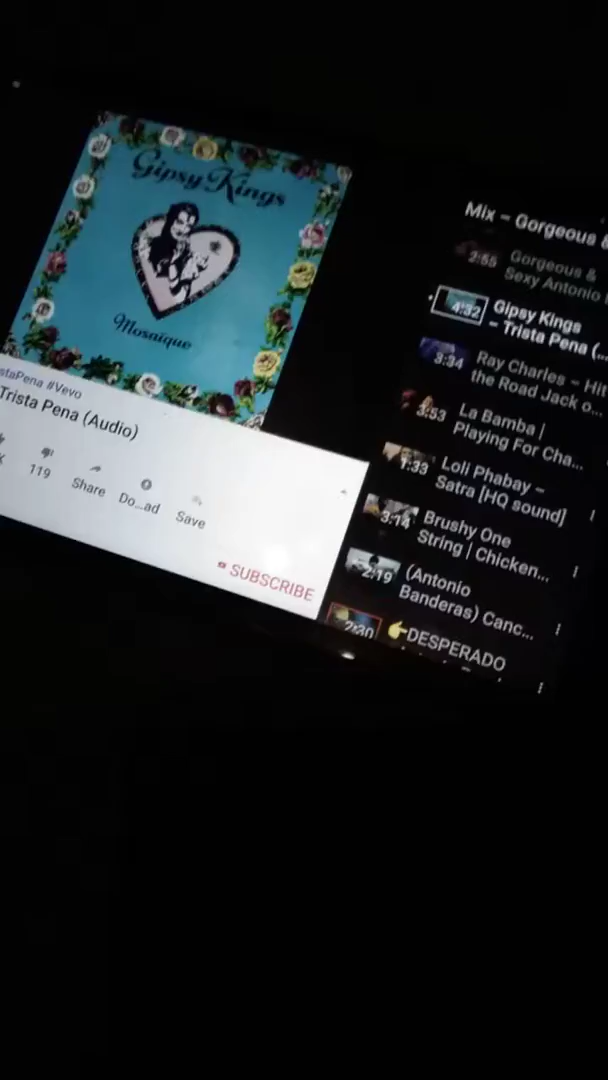 Gipsy Kings
Mosaïque
staPena #Vevo
Trista Pena (Audio)
K
119
Share
Do...ad
Save
SUBSCRIBE
Mix – Gorgeous &
2:55
Gorgeous &
Sexy Antonio
4:32
Gipsy Kings
– Trista Pena (...
3:34
Ray Charles – Hit
the Road Jack o...
3:53
La Bamba |
Playing For Cha...
1:33
Loli Phabay –
Satra [HQ sound]
3:14
Brushy One
String | Chicken...
2:19
(Antonio
Banderas) Canc...
2:30
👉DESPERADO